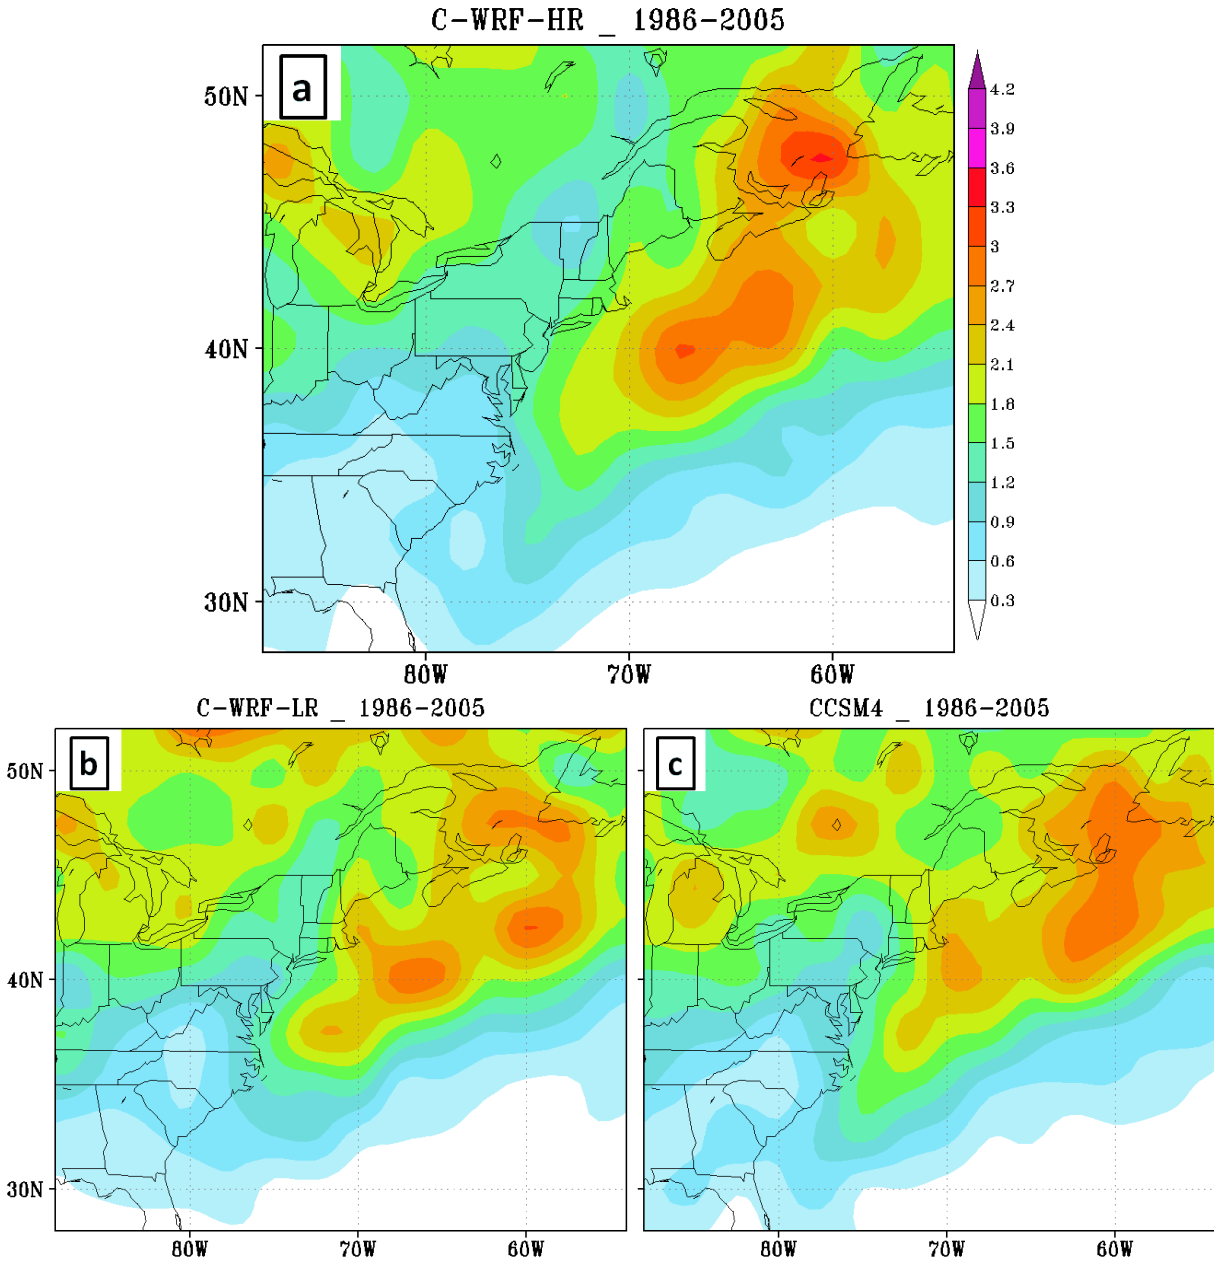 C-WRF-HR _ 1986-2005
a
50N
40N
30N
80W
70W
60W
4.2
3.9
3.6
3.3
3
2.7
2.4
2.1
1.8
1.5
1.2
0.9
0.6
0.3
C-WRF-LR _ 1986-2005
b
50N
40N
30N
80W
70W
60W
CCSM4 _ 1986-2005
c
80W
70W
60W